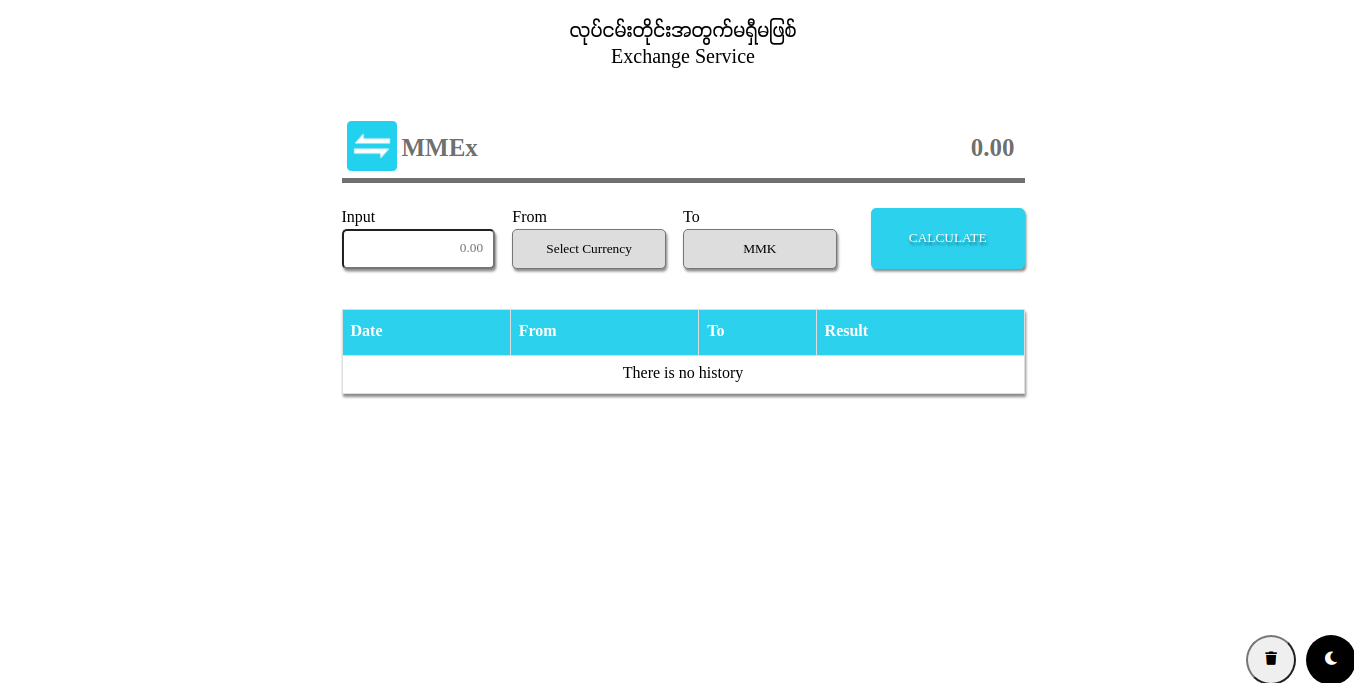 လုပ်ငမ်းတိုင်းအတွက်မရှီမဖြစ်
Exchange Service
MMEx 0.00
Input From To
0.00 Select Currency MMK CALCULATE
Date From To Result
There is no history